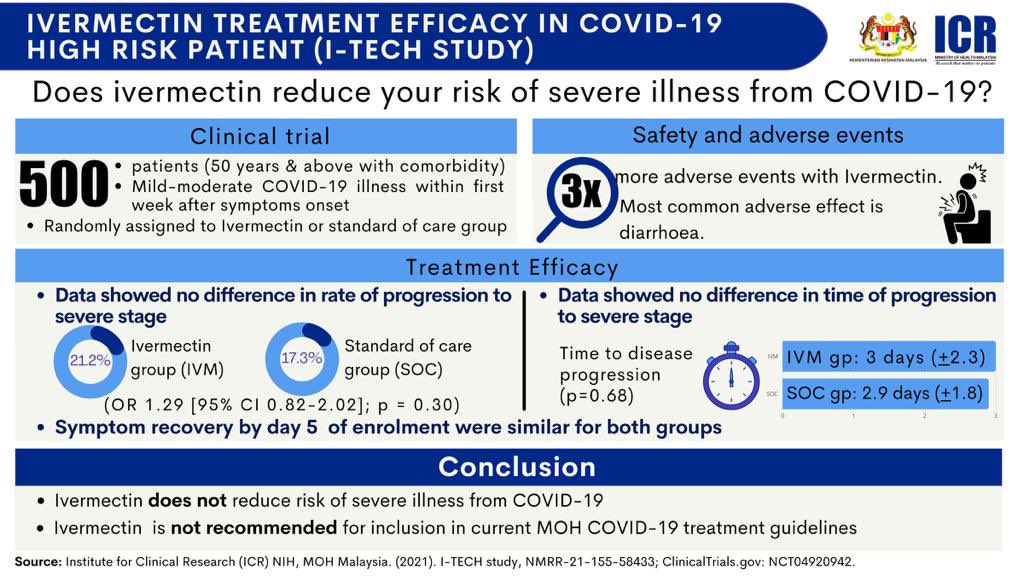 IVERMECTIN TREATMENT EFFICACY IN COVID-19
HIGH RISK PATIENT (I-TECH STUDY)
KEMENTERIAN KESIHATAN MALAYSIA
ICR
MINISTRY OF HEALTH MALAYSIA
Research that matters to patients
Does ivermectin reduce your risk of severe illness from COVID-19?
Clinical trial
500
• patients (50 years & above with comorbidity)
• Mild-moderate COVID-19 illness within first
week after symptoms onset
• Randomly assigned to Ivermectin or standard of care group
Safety and adverse events
3x more adverse events with Ivermectin.
Most common adverse effect is
diarrhoea.
Treatment Efficacy
• Data showed no difference in rate of progression to
severe stage
21.2%
Ivermectin
group (IVM)
17.3%
Standard of care
group (SOC)
(OR 1.29 [95% CI 0.82-2.02]; p = 0.30)
• Data showed no difference in time of progression
to severe stage
Time to disease
progression
(p=0.68)
IVM
IVM gp: 3 days (±2.3)
SOC
SOC gp: 2.9 days (±1.8)
0 1 2 3
• Symptom recovery by day 5 of enrolment were similar for both groups
Conclusion
• Ivermectin does not reduce risk of severe illness from COVID-19
• Ivermectin is not recommended for inclusion in current MOH COVID-19 treatment guidelines
Source: Institute for Clinical Research (ICR) NIH, MOH Malaysia. (2021). I-TECH study, NMRR-21-155-58433; ClinicalTrials.gov: NCT04920942.